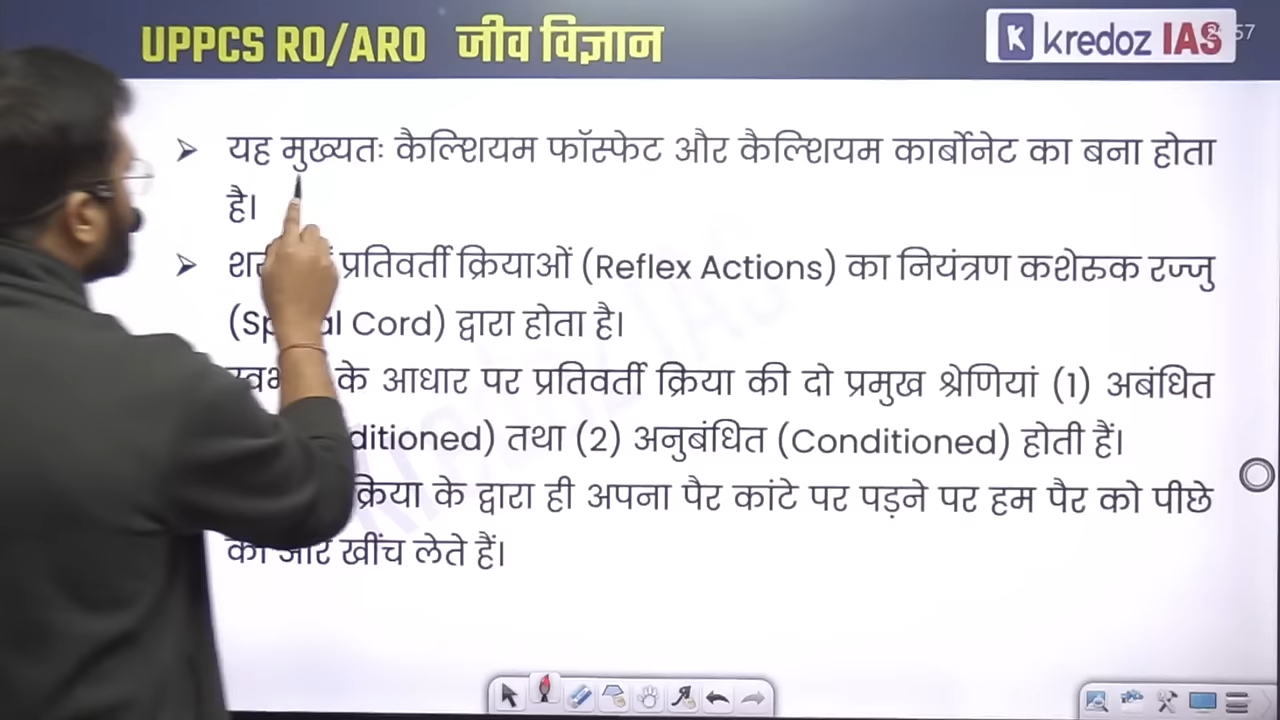 UPPCS RO/ARO जीव विज्ञान
kredoz IAS
➤ यह मुख्यतः कैल्शियम फॉस्फेट और कैल्शियम कार्बोनेट का बना होता
है।
➤ प्रतिवर्ती क्रियाओं (Reflex Actions) का नियंत्रण कशेरुक रज्जु
Cord) द्वारा होता है।
के आधार पर प्रतिवर्ती क्रिया की दो प्रमुख श्रेणियां (1) अबंधित
तथा (2) अनुबंधित (Conditioned) होती हैं।
क्रिया के द्वारा ही अपना पैर कांटे पर पड़ने पर हम पैर को पीछे
खींच लेते हैं।